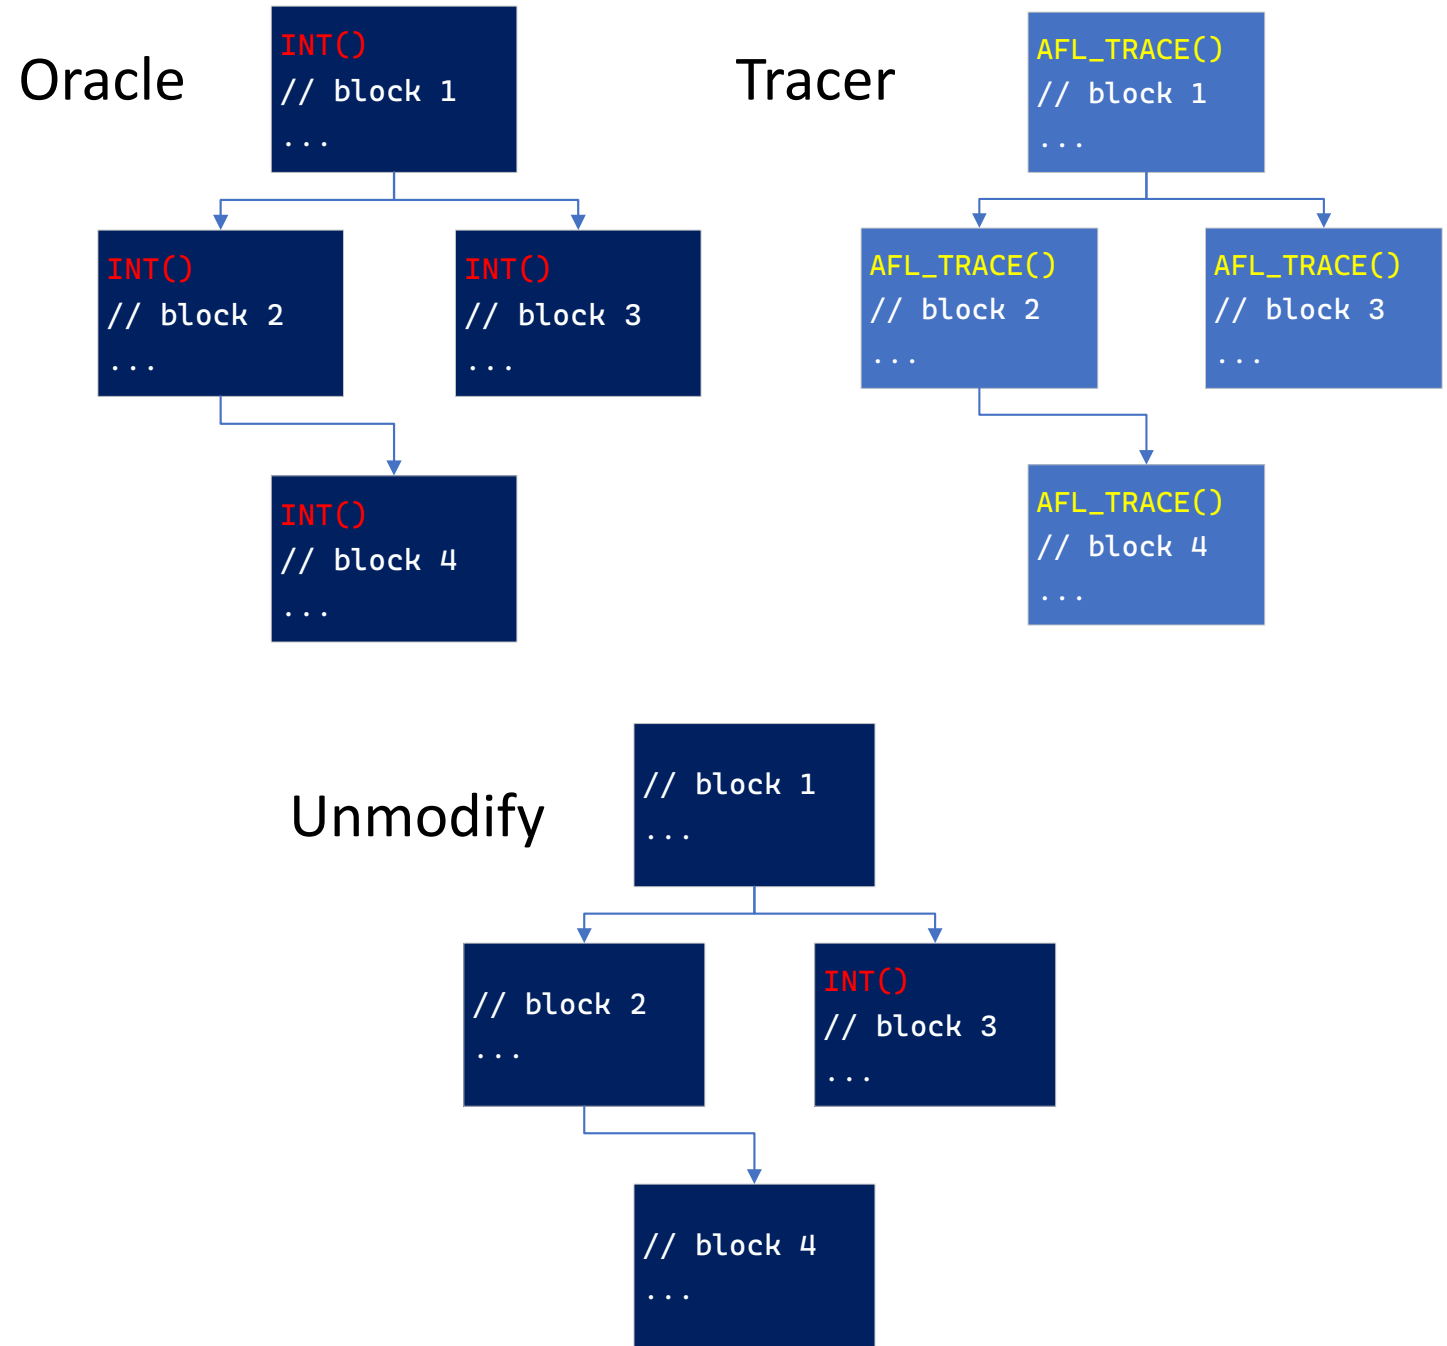 Oracle
INT()
// block 1
...
INT()
// block 2
...
INT()
// block 3
...
INT()
// block 4
...
Tracer
AFL_TRACE()
// block 1
...
AFL_TRACE()
// block 2
...
AFL_TRACE()
// block 3
...
AFL_TRACE()
// block 4
...
Unmodify
// block 1
...
// block 2
...
INT()
// block 3
...
// block 4
...